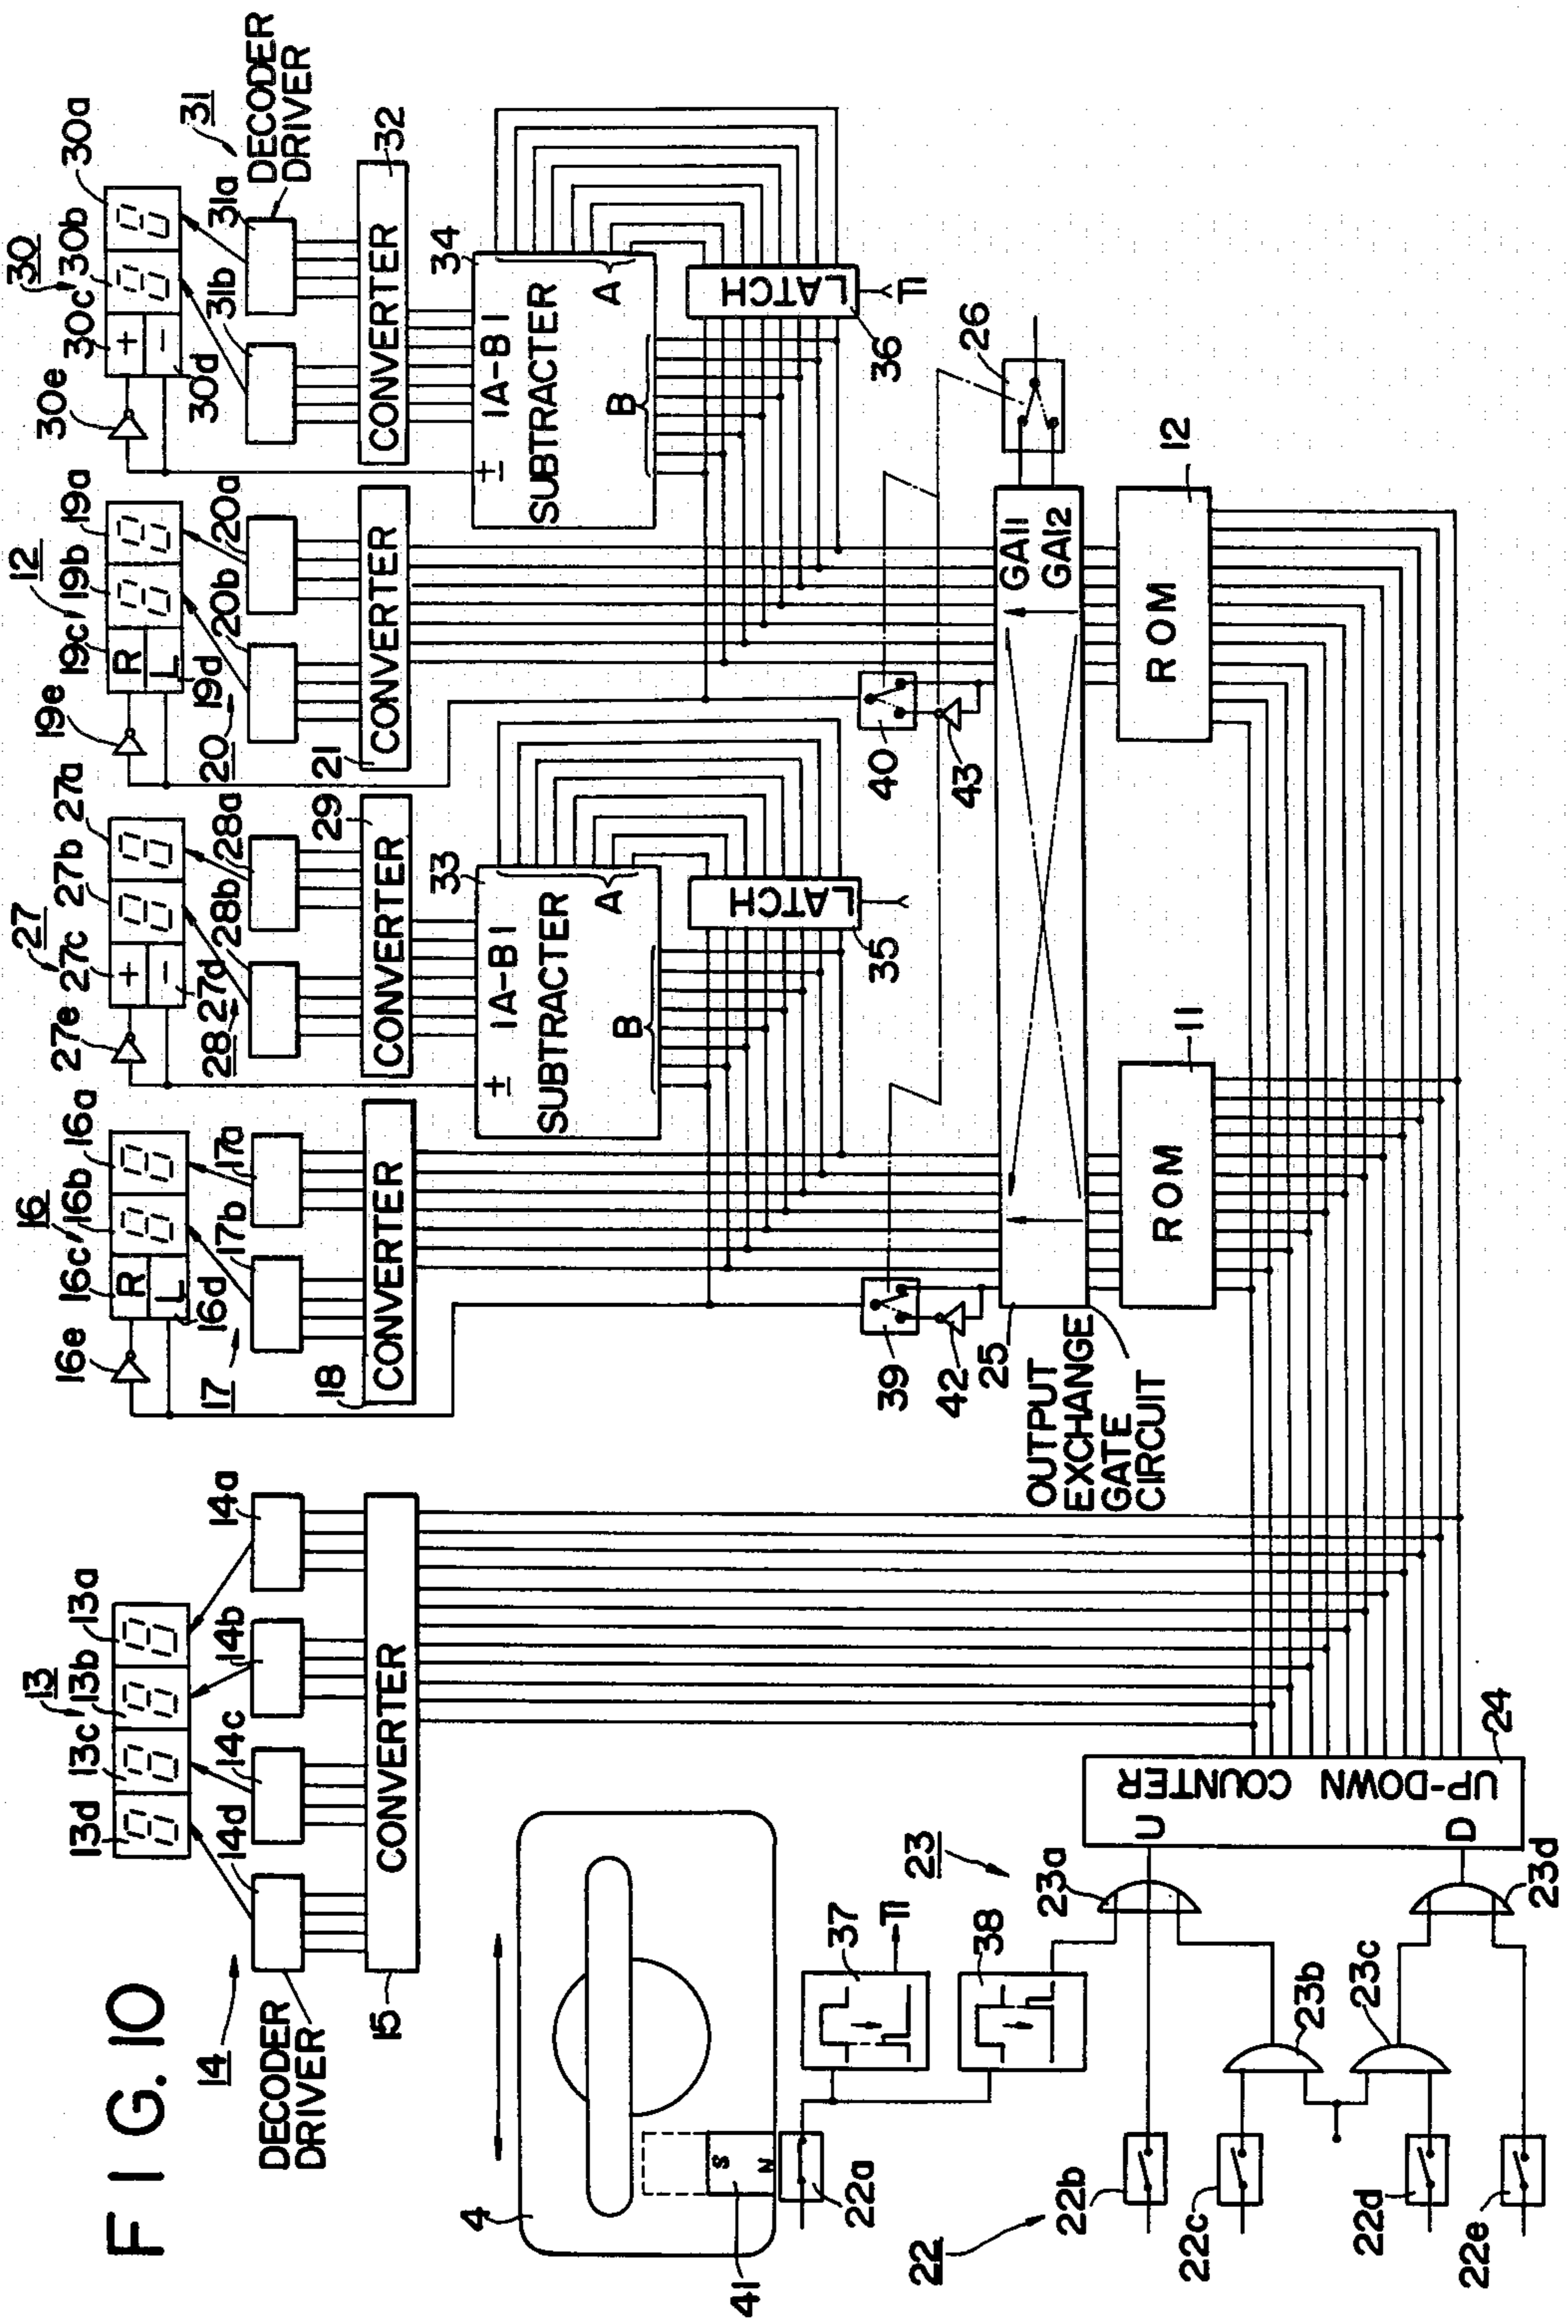 FIG. 10
13
13d 13c 13b 13a
14
14d 14c 14b 14a
DECODER
DRIVER
15
CONVERTER
16
16c 16b 16a
16e
R
L
16d
17
17b 17a
18
CONVERTER
27
27c 27b 27a
27e
+
−
27d
28
28b 28a
29
CONVERTER
12
19c 19b 19a
19e
R
L
19d
20
20b 20a
21
CONVERTER
30
30c 30b 30a
30e
+
−
30d
31
31b 31a
DECODER
DRIVER
32
CONVERTER
33
± |A-B|
SUBTRACTER
A
B
LATCH
35
34
± |A-B|
SUBTRACTER
A
B
LATCH
T1
36
4
S
N
41
22a
37
T1
38
39
42
40
43
26
25
OUTPUT
EXCHANGE
GATE
CIRCUIT
GA11
GA12
ROM
11
ROM
12
22
22b
22c
22d
22e
23
23a
23b
23c
23d
U
D
UP-DOWN
COUNTER
24